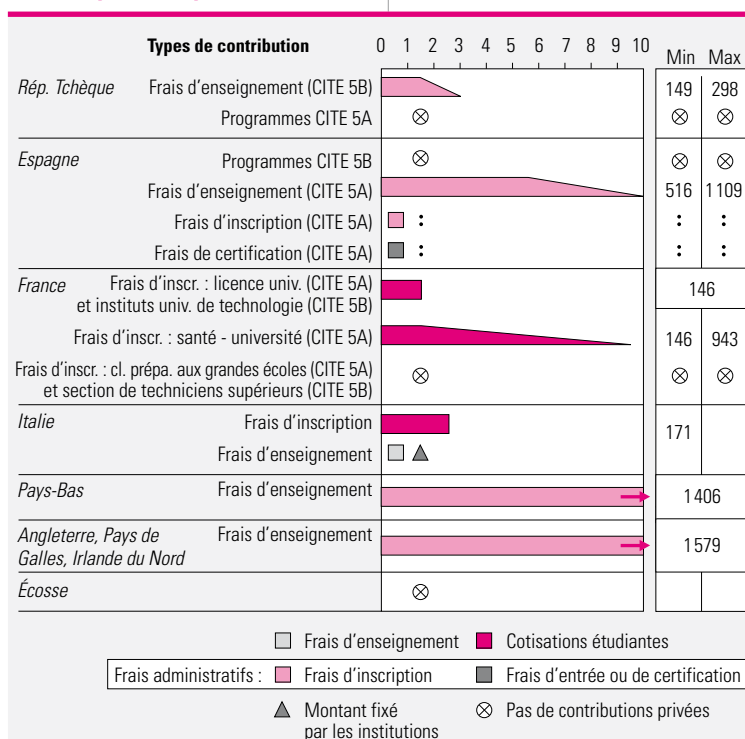 Types de contribution 0 1 2 3 4 5 6 7 8 9 10 Min Max
Rép. Tchèque Frais d'enseignement (CITE 5B) 149 298
Programmes CITE 5A ⊗ ⊗ ⊗
Espagne Programmes CITE 5B ⊗ ⊗ ⊗
Frais d'enseignement (CITE 5A) 516 1109
Frais d'inscription (CITE 5A) : : :
Frais de certification (CITE 5A) : : :
France Frais d'inscr. : licence univ. (CITE 5A)
et instituts univ. de technologie (CITE 5B) 146
Frais d'inscr. : santé - université (CITE 5A) 146 943
Frais d'inscr. : cl. prépa. aux grandes écoles (CITE 5A)
et section de techniciens supérieurs (CITE 5B) ⊗ ⊗ ⊗
Italie Frais d'inscription 171
Frais d'enseignement
Pays-Bas Frais d'enseignement 1406
Angleterre, Pays de
Galles, Irlande du Nord Frais d'enseignement 1579
Écosse ⊗
Frais d'enseignement Cotisations étudiantes
Frais administratifs : Frais d'inscription Frais d'entrée ou de certification
Montant fixé
par les institutions ⊗ Pas de contributions privées